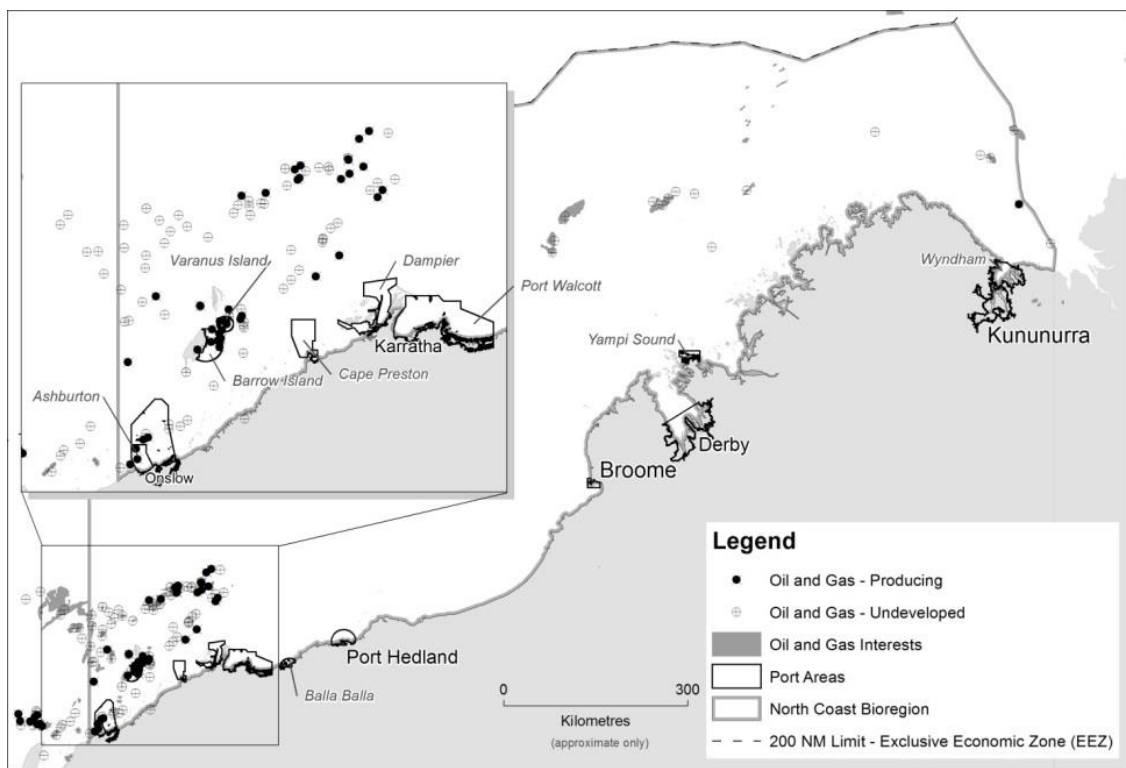 Varanus Island
Dampier
Port Walcott
Karratha
Barrow Island
Cape Preston
Ashburton
Onslow
Wyndham
Kununurra
Yampi Sound
Derby
Broome
Port Hedland
Balla Balla
0
300
Kilometres
(approximate only)
Legend
Oil and Gas - Producing
Oil and Gas - Undeveloped
Oil and Gas Interests
Port Areas
North Coast Bioregion
200 NM Limit - Exclusive Economic Zone (EEZ)